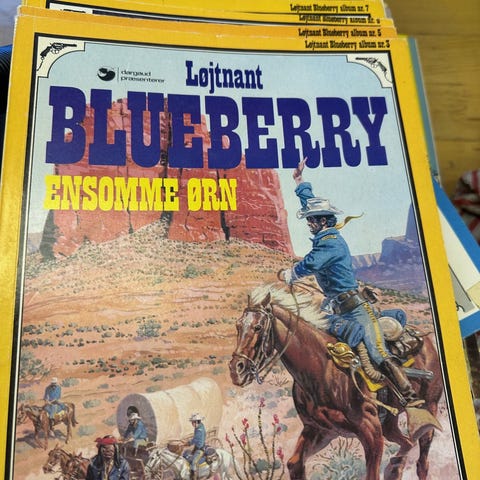 Løjtnant Blueberry album nr. 7
Løjtnant Blueberry album nr. 5
Løjtnant Blueberry album nr. 3
dargaud
præsenterer
Løjtnant
BLUEBERRY
ENSOMME ØRN